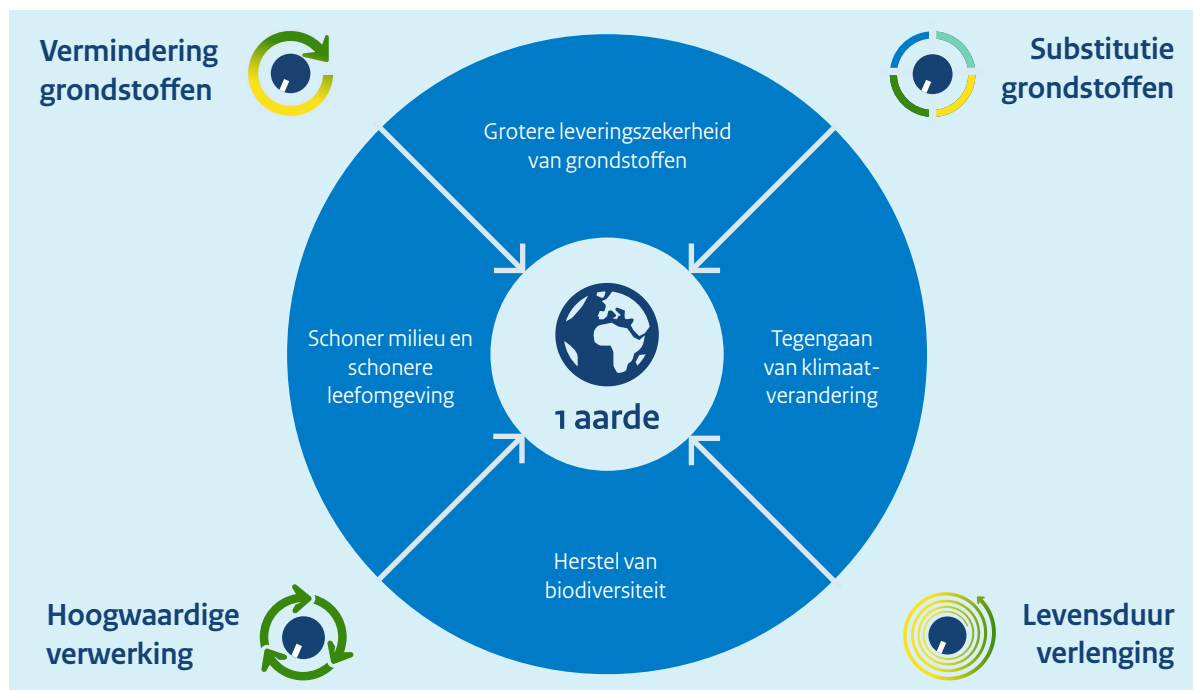 Vermindering
grondstoffen
Substitutie
grondstoffen
Grotere leveringszekerheid
van grondstoffen
Schoner milieu en
schonere
leefomgeving
1 aarde
Tegengaan
van klimaat-
verandering
Herstel van
biodiversiteit
Hoogwaardige
verwerking
Levensduur
verlenging